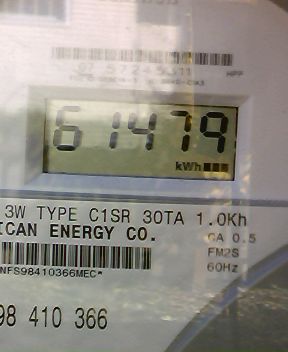 HPP
61479
kWh
3W TYPE C1SR 30TA 1.0Kh
ICAN ENERGY CO.
CA 0.5
FM2S
NFS98410366MEC*
60Hz
98 410 366